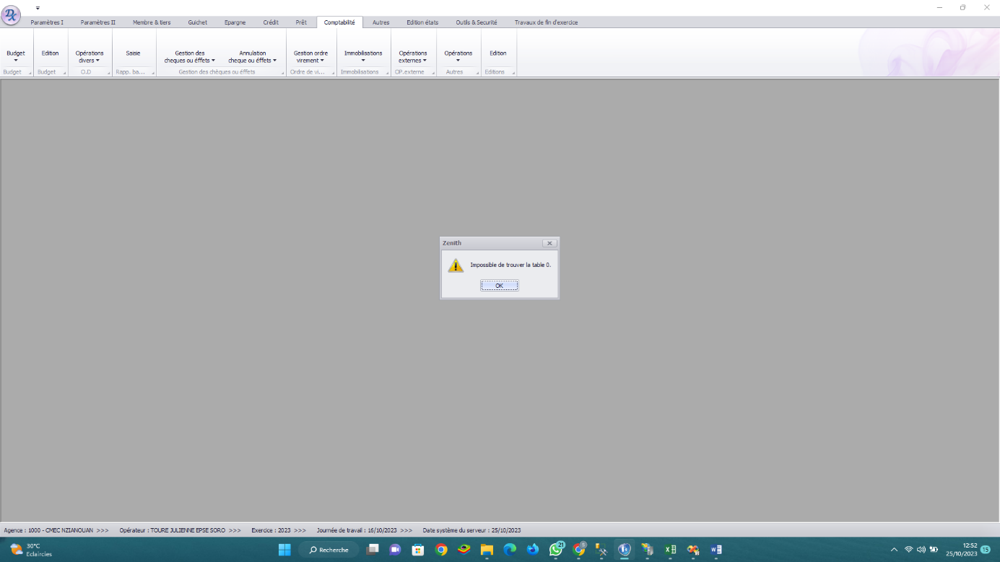 Paramètres I Paramètres II Membre & tiers Guichet Epargne Crédit Prêt Comptabilité Autres Edition états Outils & Securité Travaux de fin d'exercice
Budget Edition Opérations divers Saisie Gestion des cheques ou éffets Annulation cheque ou éffets Gestion ordre virement Immobilisations Opérations externes Opérations Edition
Budget Budget O.D Rapp. ba... Gestion des chèques ou éffets Ordre de vi... Immobilisations OP.externe Autres Editions
Zenith
Impossible de trouver la table 0.
OK
Agence : 1000 - CMEC NZIANOUAN >>> Opérateur : TOURE JULIENNE EPSE SORO >>> Exercice : 2023 >>> Journée de travail : 16/10/2023 >>> Date système du serveur : 25/10/2023
30°C
Eclaircies
Recherche
21
12:52
25/10/2023
15